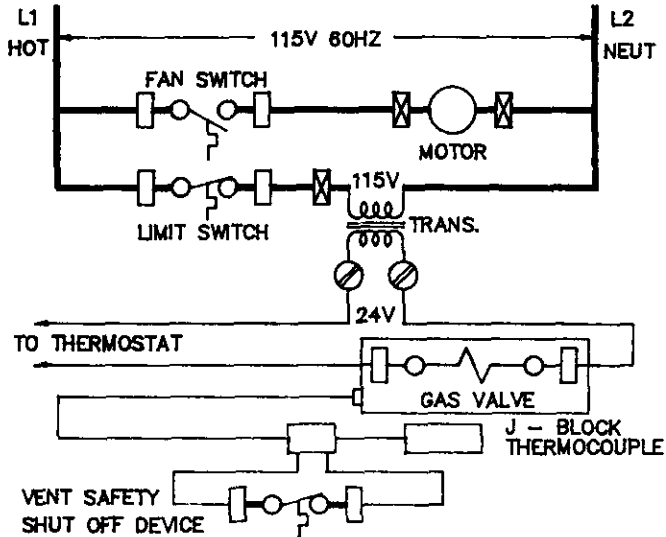 L1
HOT
115V 60HZ
L2
NEUT
FAN SWITCH
MOTOR
115V
LIMIT SWITCH
TRANS.
24V
TO THERMOSTAT
GAS VALVE
J - BLOCK
THERMOCOUPLE
VENT SAFETY
SHUT OFF DEVICE